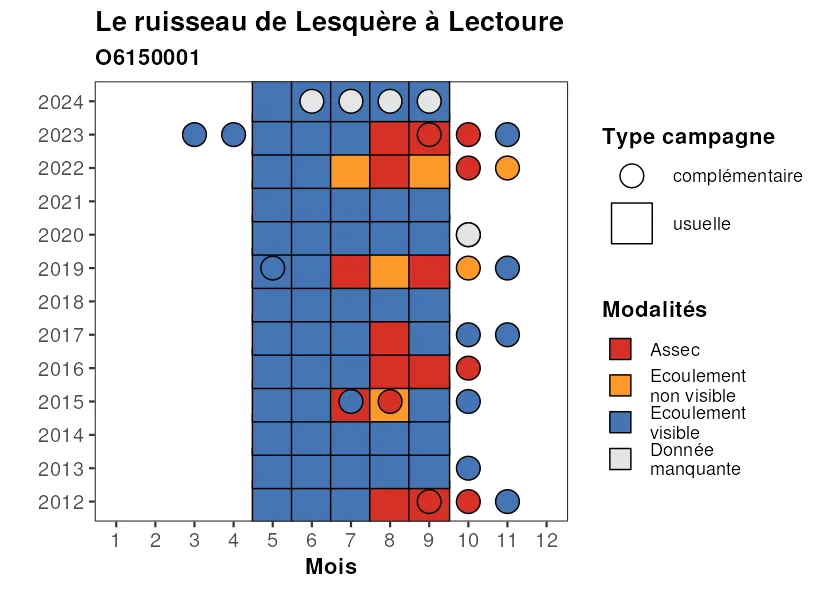 Le ruisseau de Lesquère à Lectoure
O6150001
2024
2023
2022
2021
2020
2019
2018
2017
2016
2015
2014
2013
2012
1 2 3 4 5 6 7 8 9 10 11 12
Mois
Type campagne
complémentaire
usuelle
Modalités
Assec
Ecoulement
non visible
Ecoulement
visible
Donnée
manquante